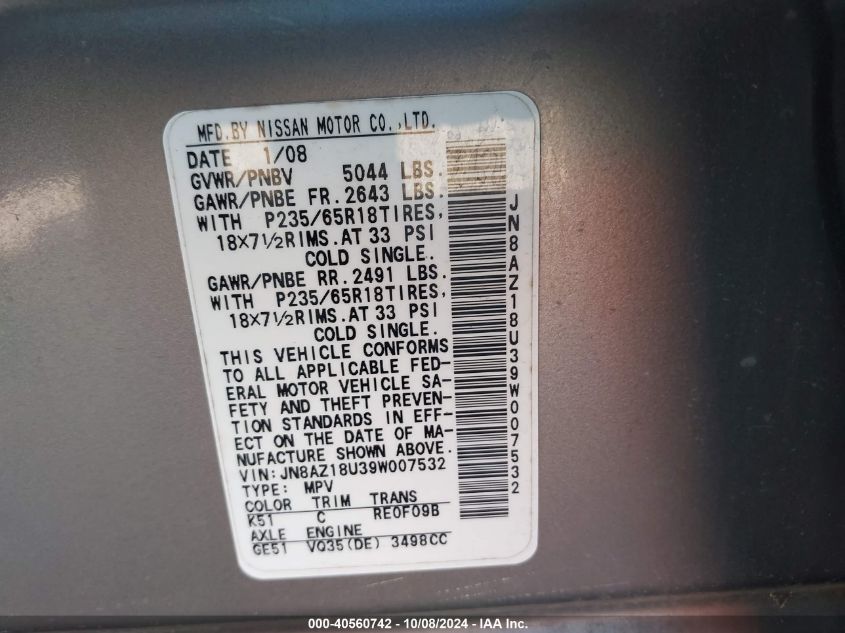 MFD.BY NISSAN MOTOR CO.,LTD.
DATE 1/08
GVWR/PNBV 5044 LBS.
GAWR/PNBE FR.2643 LBS.
WITH P235/65R18TIRES,
18X7½RIMS.AT 33 PSI
COLD SINGLE.
GAWR/PNBE RR.2491 LBS.
WITH P235/65R18TIRES,
18X7½RIMS.AT 33 PSI
COLD SINGLE.
THIS VEHICLE CONFORMS
TO ALL APPLICABLE FED-
ERAL MOTOR VEHICLE SA-
FETY AND THEFT PREVEN-
TION STANDARDS IN EFF-
ECT ON THE DATE OF MA-
NUFACTURE SHOWN ABOVE.
VIN:JN8AZ18U39W007532
TYPE: MPV
COLOR TRIM TRANS
K51 C RE0F09B
AXLE ENGINE
GE51 VQ35(DE) 3498CC
JN8AZ18U39W007532
000-40560742 - 10/08/2024 - IAA Inc.